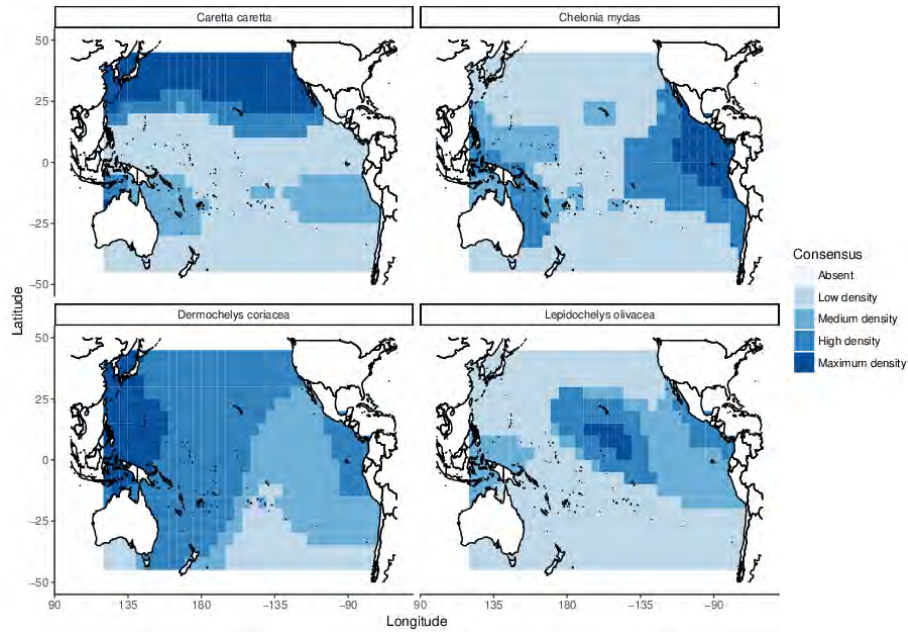 Caretta caretta
Chelonia mydas
50
25
0
−25
−50
Dermochelys coriacea
Lepidochelys olivacea
50
25
0
−25
−50
90
135
180
−135
−90
90
135
180
−135
−90
Latitude
Longitude
Consensus
Absent
Low density
Medium density
High density
Maximum density